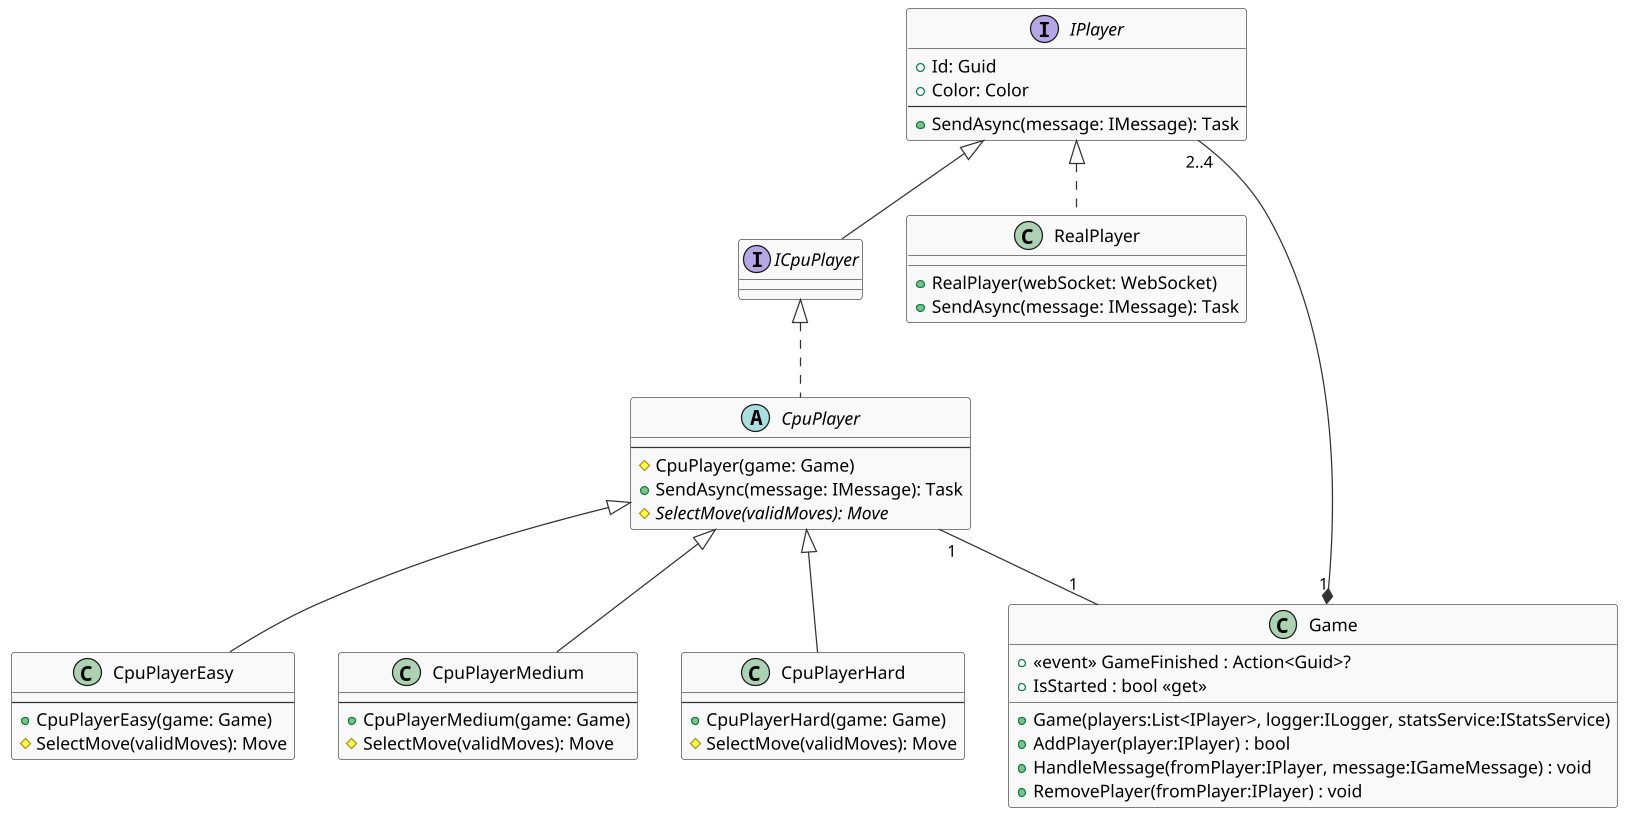 I IPlayer
Id: Guid
Color: Color
SendAsync(message: IMessage): Task
2..4
C RealPlayer
RealPlayer(webSocket: WebSocket)
SendAsync(message: IMessage): Task
I ICpuPlayer
A CpuPlayer
CpuPlayer(game: Game)
SendAsync(message: IMessage): Task
SelectMove(validMoves): Move
1
1
1
C CpuPlayerEasy
CpuPlayerEasy(game: Game)
SelectMove(validMoves): Move
C CpuPlayerMedium
CpuPlayerMedium(game: Game)
SelectMove(validMoves): Move
C CpuPlayerHard
CpuPlayerHard(game: Game)
SelectMove(validMoves): Move
C Game
«event» GameFinished : Action<Guid>?
IsStarted : bool «get»
Game(players:List<IPlayer>, logger:ILogger, statsService:IStatsService)
AddPlayer(player:IPlayer) : bool
HandleMessage(fromPlayer:IPlayer, message:IGameMessage) : void
RemovePlayer(fromPlayer:IPlayer) : void